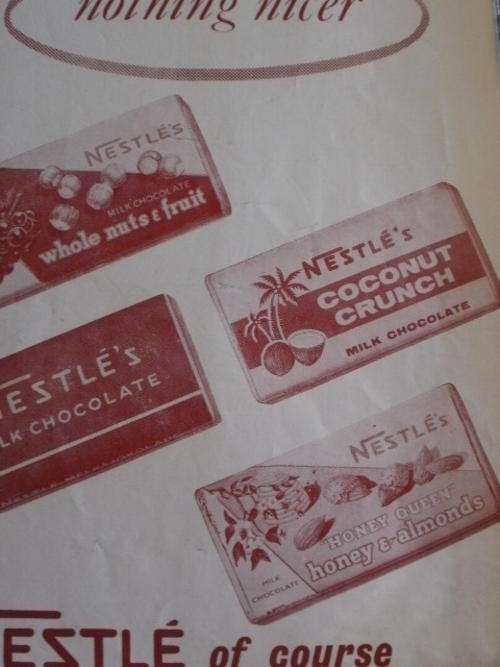 nothing nicer
NESTLÉ'S
MILK CHOCOLATE
whole nuts & fruit
NESTLÉ'S
COCONUT
CRUNCH
MILK CHOCOLATE
ESTLÉ'S
LK CHOCOLATE
NESTLÉ'S
"HONEY QUEEN"
honey & almonds
MILK
CHOCOLATE
ESTLÉ of course